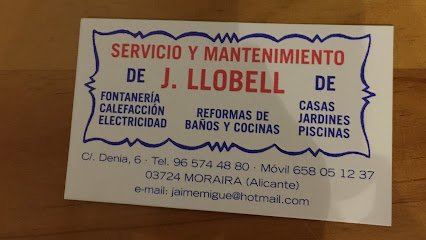 SERVICIO Y MANTENIMIENTO
DE J. LLOBELL DE
FONTANERÍA
CALEFACCIÓN
ELECTRICIDAD
REFORMAS DE
BAÑOS Y COCINAS
CASAS
JARDINES
PISCINAS
C/. Denia, 6 · Tel. 96 574 48 80 · Móvil 658 05 12 37
03724 MORAIRA (Alicante)
e-mail: jaimemigue@hotmail.com